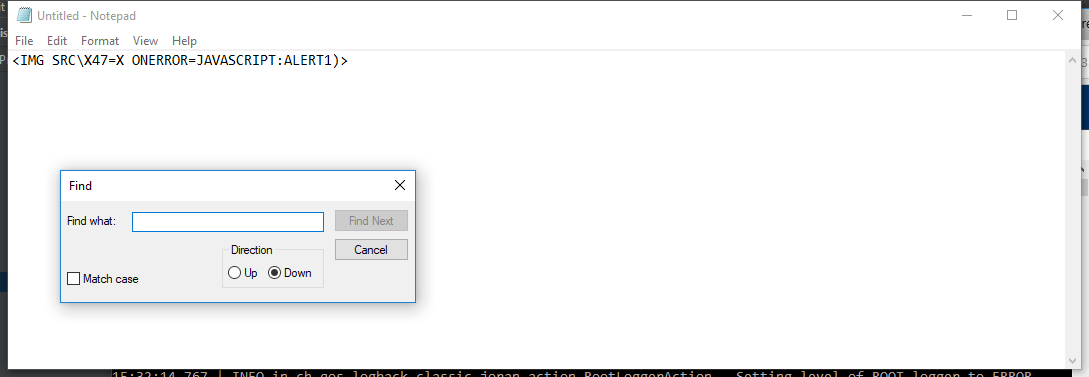 Untitled - Notepad
File Edit Format View Help
<IMG SRC\X47=X ONERROR=JAVASCRIPT:ALERT1)>
Find
Find what:
Find Next
Cancel
Direction
Up Down
Match case
15:32:14.767 | INFO in ch.qos.logback.classic.joran.action.RootLoggerAction - Setting level of ROOT logger to ERROR